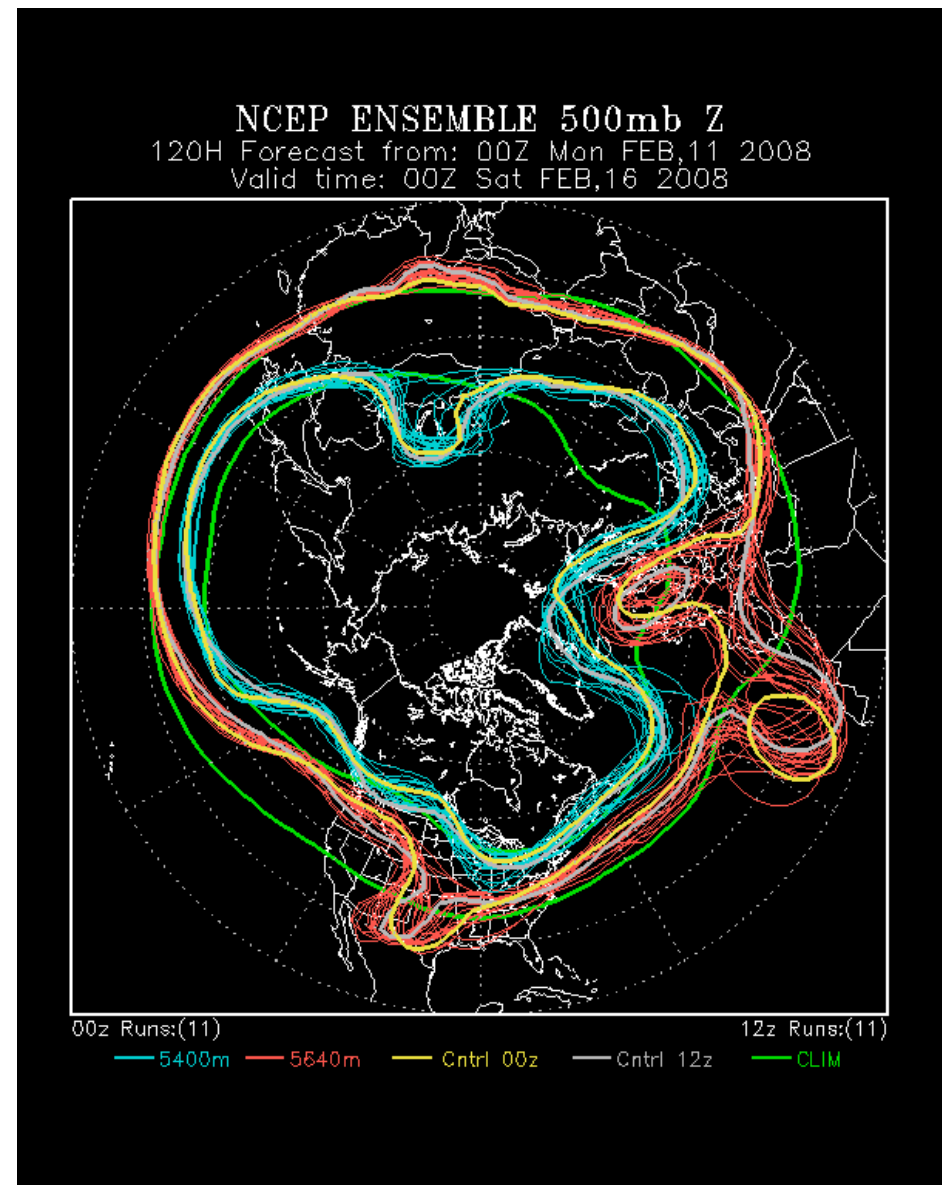 NCEP ENSEMBLE 500mb Z
120H Forecast from: 00Z Mon FEB,11 2008
Valid time: 00Z Sat FEB,16 2008
00z Runs:(11) 12z Runs:(11)
5400m 5640m Cntrl 00z Cntrl 12z CLIM